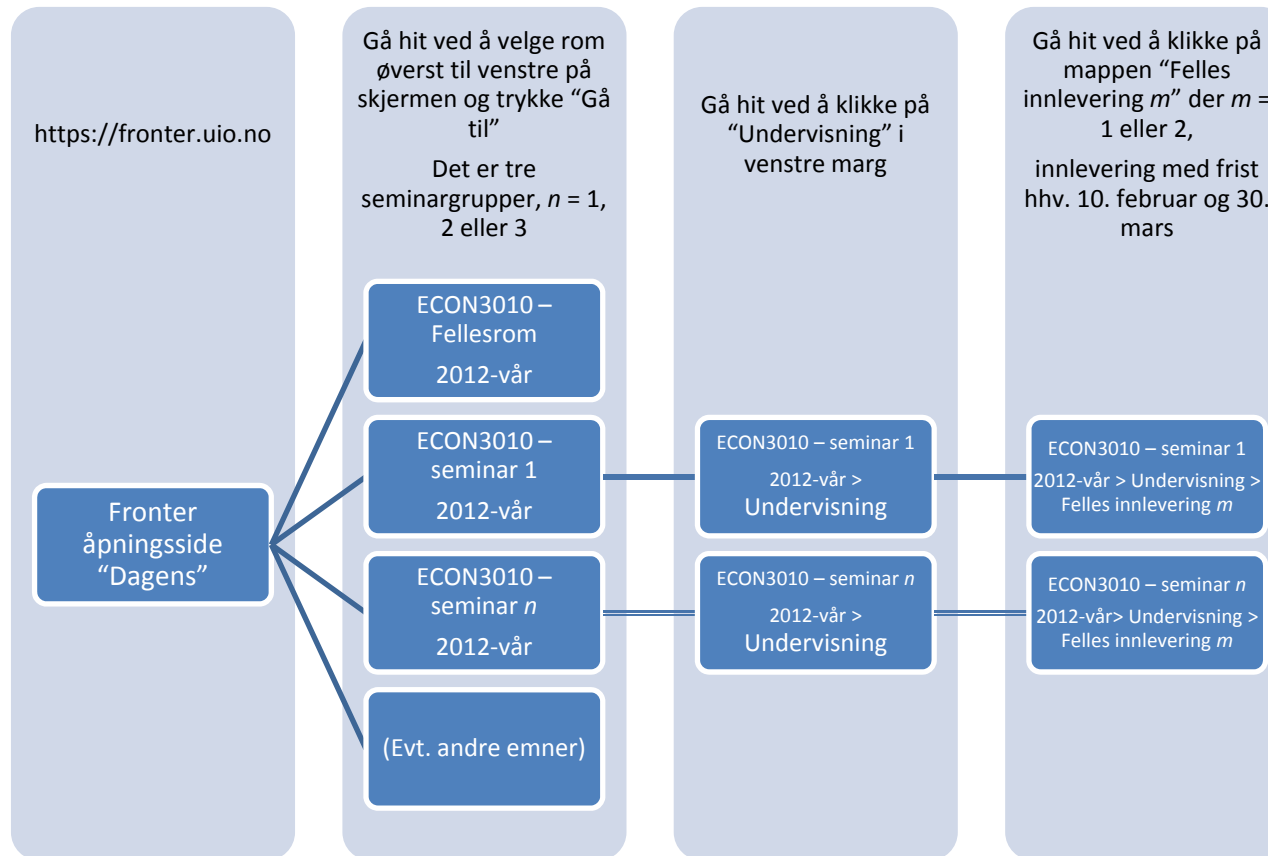 https://fronter.uio.no
Gå hit ved å velge rom
øverst til venstre på
skjermen og trykke “Gå
til”
Det er tre
seminargrupper, n = 1,
2 eller 3
Gå hit ved å klikke på
“Undervisning” i
venstre marg
Gå hit ved å klikke på
mappen “Felles
innlevering m” der m =
1 eller 2,
innlevering med frist
hhv. 10. februar og 30.
mars
Fronter
åpningsside
“Dagens”
ECON3010 –
Fellesrom
2012-vår
ECON3010 –
seminar 1
2012-vår
ECON3010 –
seminar n
2012-vår
(Evt. andre emner)
ECON3010 – seminar 1
2012-vår >
Undervisning
ECON3010 – seminar n
2012-vår >
Undervisning
ECON3010 – seminar 1
2012-vår > Undervisning >
Felles innlevering m
ECON3010 – seminar n
2012-vår> Undervisning >
Felles innlevering m